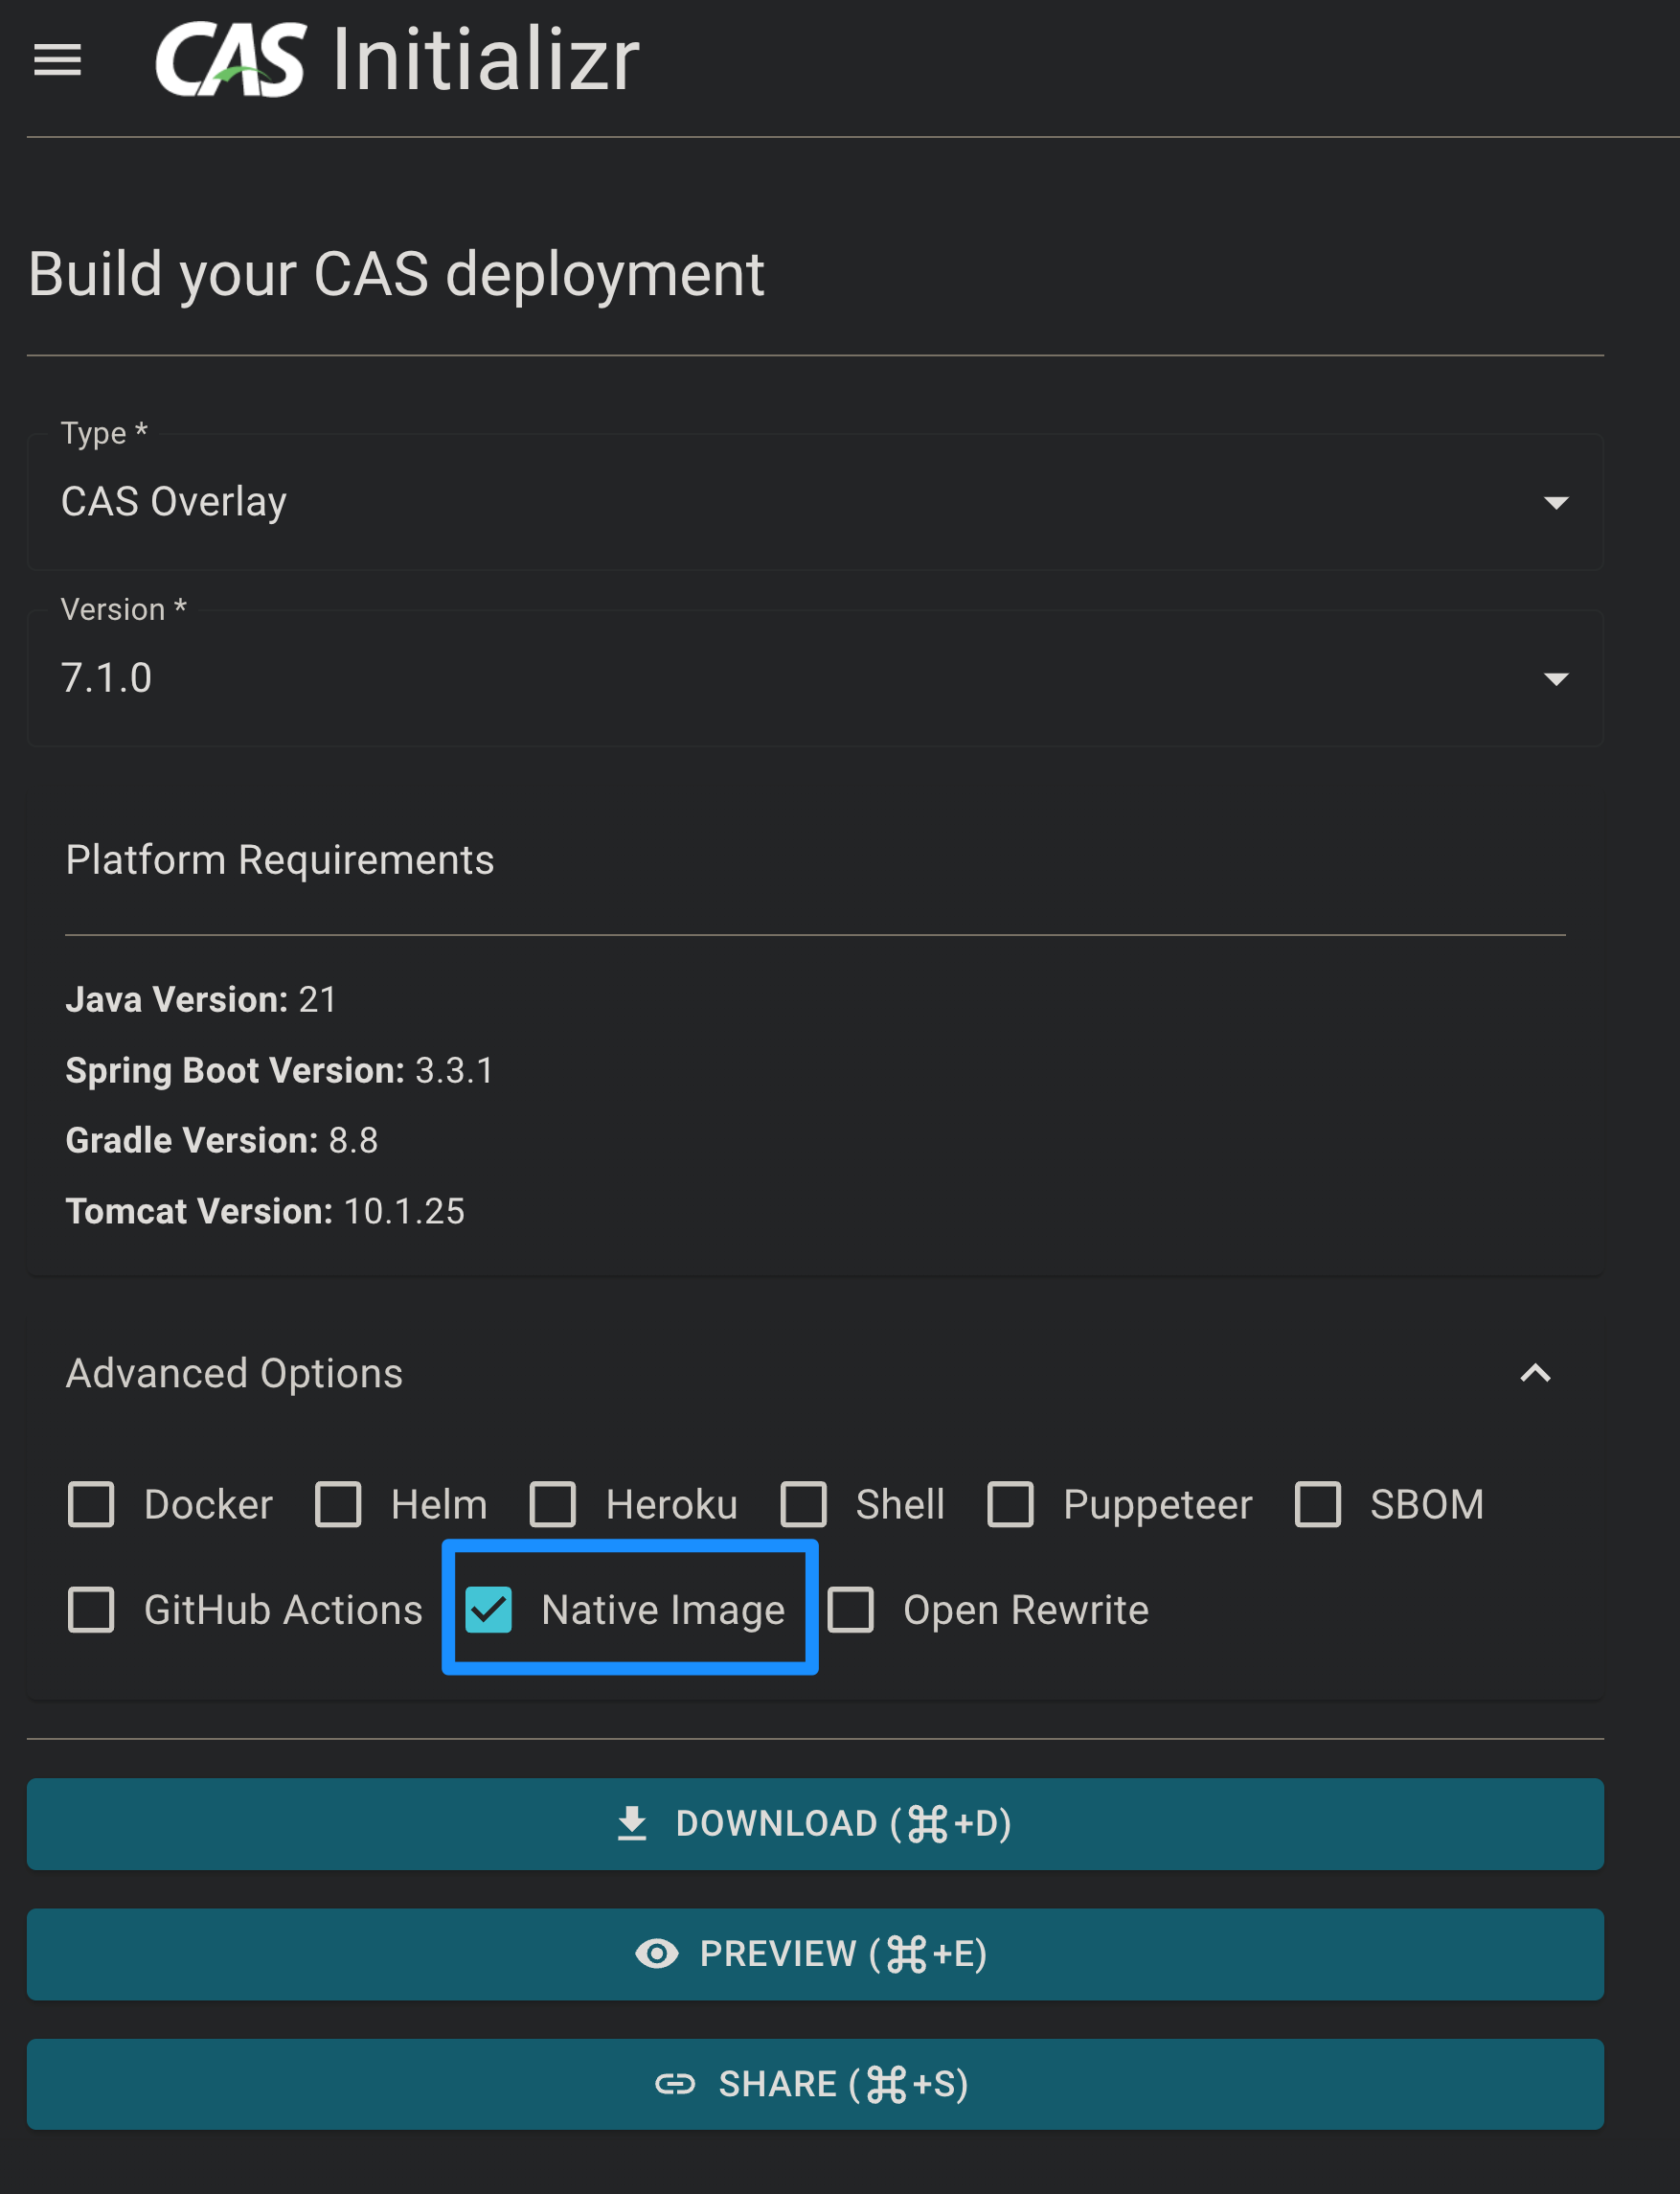 CAS Initializr
Build your CAS deployment
Type *
CAS Overlay
Version *
7.1.0
Platform Requirements
Java Version: 21
Spring Boot Version: 3.3.1
Gradle Version: 8.8
Tomcat Version: 10.1.25
Advanced Options
Docker Helm Heroku Shell Puppeteer SBOM
GitHub Actions Native Image Open Rewrite
DOWNLOAD (⌘+D)
PREVIEW (⌘+E)
SHARE (⌘+S)